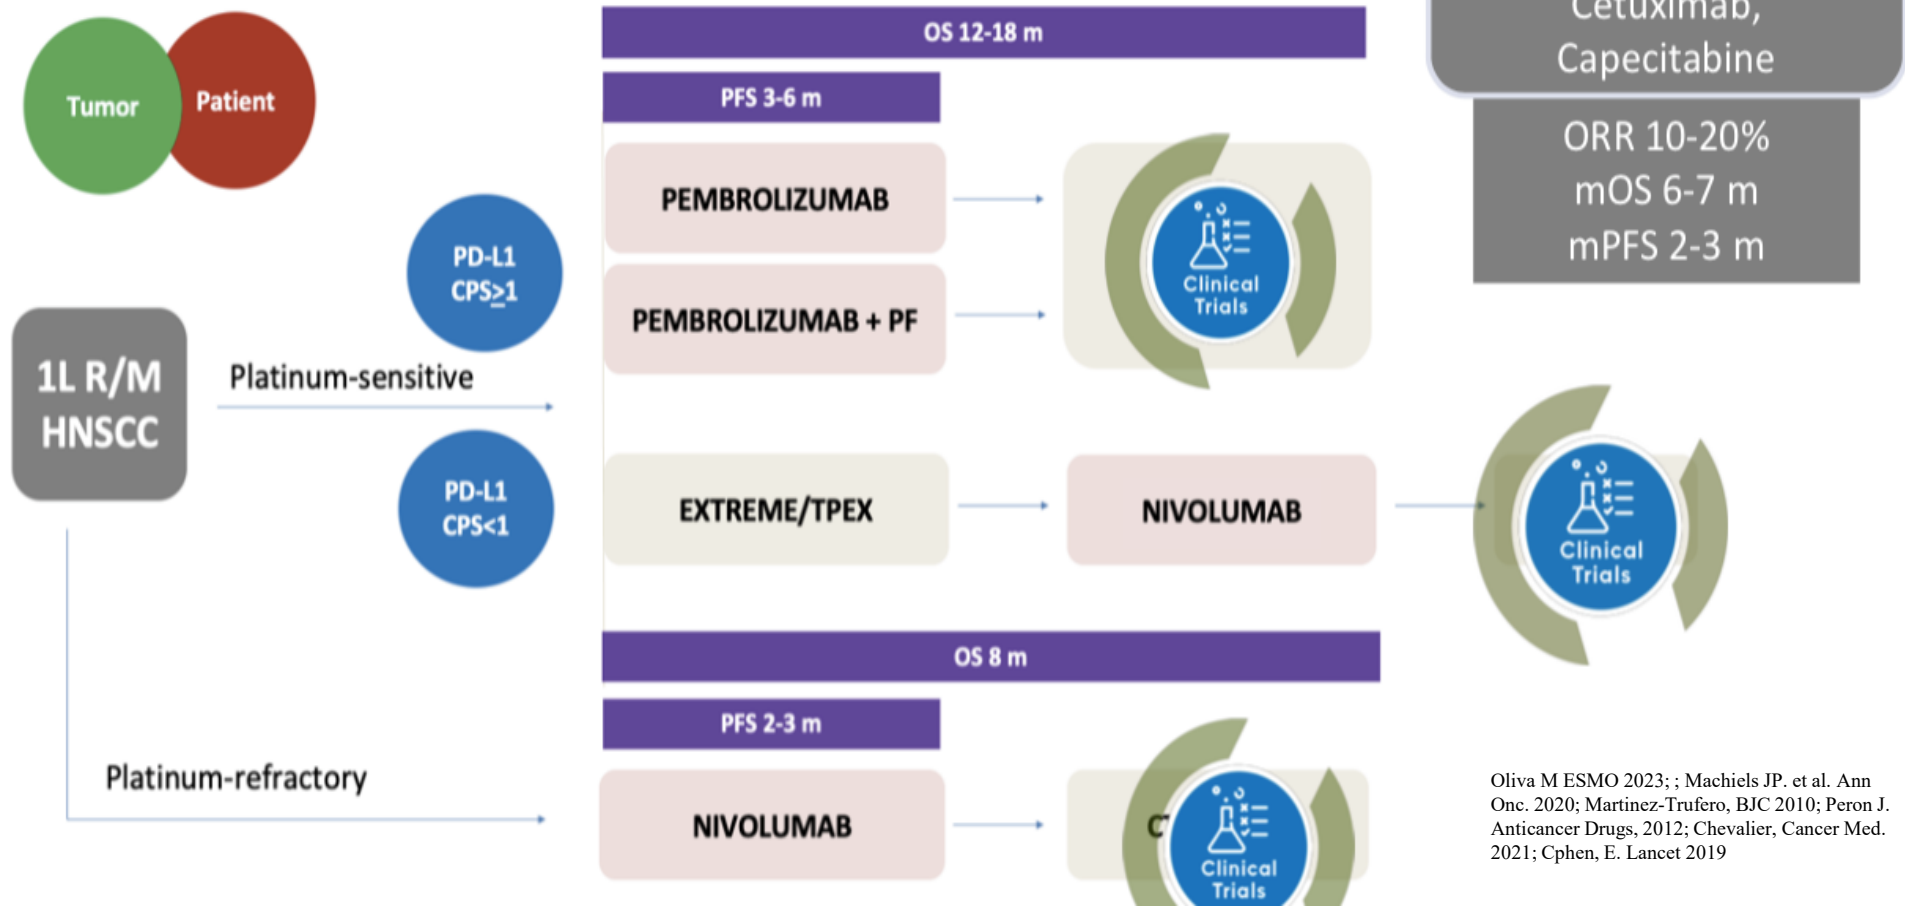 Tumor
Patient
OS 12-18 m
PFS 3-6 m
Cetuximab,
Capecitabine
ORR 10-20%
mOS 6-7 m
mPFS 2-3 m
PD-L1
CPS≥1
PEMBROLIZUMAB
PEMBROLIZUMAB + PF
Clinical
Trials
1L R/M
HNSCC
Platinum-sensitive
PD-L1
CPS<1
EXTREME/TPEX
NIVOLUMAB
Clinical
Trials
OS 8 m
PFS 2-3 m
Platinum-refractory
NIVOLUMAB
C
Clinical
Trials
Oliva M ESMO 2023; ; Machiels JP. et al. Ann
Onc. 2020; Martinez-Trufero, BJC 2010; Peron J.
Anticancer Drugs, 2012; Chevalier, Cancer Med.
2021; Cphen, E. Lancet 2019